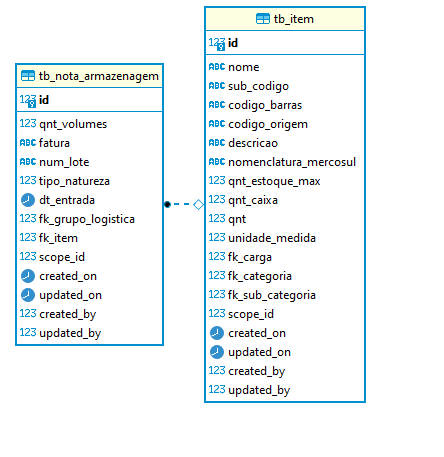 tb_nota_armazenagem
123 id
123 qnt_volumes
ABC fatura
ABC num_lote
123 tipo_natureza
dt_entrada
123 fk_grupo_logistica
123 fk_item
123 scope_id
created_on
updated_on
123 created_by
123 updated_by
tb_item
123 id
ABC nome
ABC sub_codigo
ABC codigo_barras
ABC codigo_origem
ABC descricao
ABC nomenclatura_mercosul
123 qnt_estoque_max
123 qnt_caixa
123 qnt
123 unidade_medida
123 fk_carga
123 fk_categoria
123 fk_sub_categoria
123 scope_id
created_on
updated_on
123 created_by
123 updated_by